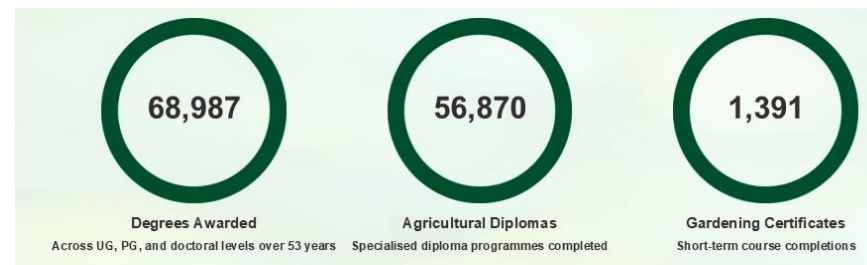 68,987
56,870
1,391
Degrees Awarded
Agricultural Diplomas
Gardening Certificates
Across UG, PG, and doctoral levels over 53 years
Specialised diploma programmes completed
Short-term course completions